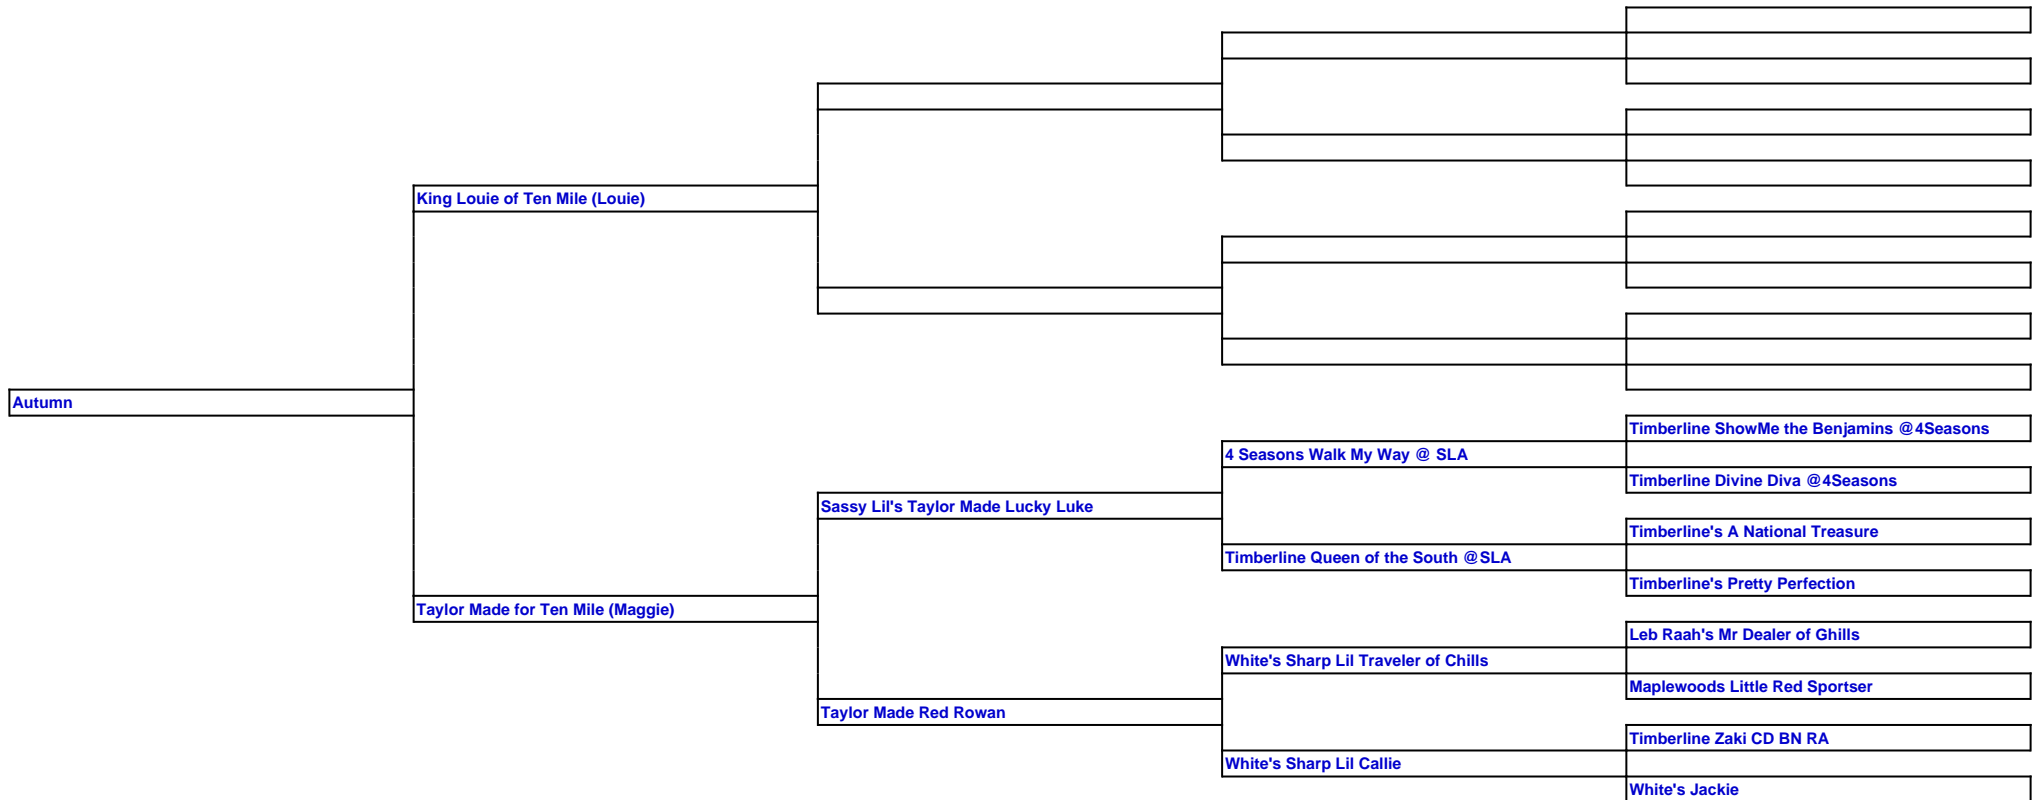 King Louie of Ten Mile (Louie)
Autumn
Timberline ShowMe the Benjamins @4Seasons
4 Seasons Walk My Way @ SLA
Timberline Divine Diva @4Seasons
Sassy Lil's Taylor Made Lucky Luke
Timberline's A National Treasure
Timberline Queen of the South @SLA
Timberline's Pretty Perfection
Taylor Made for Ten Mile (Maggie)
Leb Raah's Mr Dealer of Ghills
White's Sharp Lil Traveler of Chills
Maplewoods Little Red Sportser
Taylor Made Red Rowan
Timberline Zaki CD BN RA
White's Sharp Lil Callie
White's Jackie